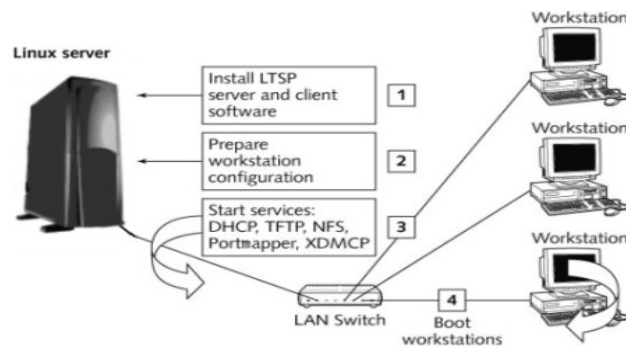 Linux server
Install LTSP
server and client
software
1
Prepare
workstation
configuration
2
Start services:
DHCP, TFTP, NFS,
Portmapper, XDMCP
3
LAN Switch
4
Boot
workstations
Workstation
Workstation
Workstation